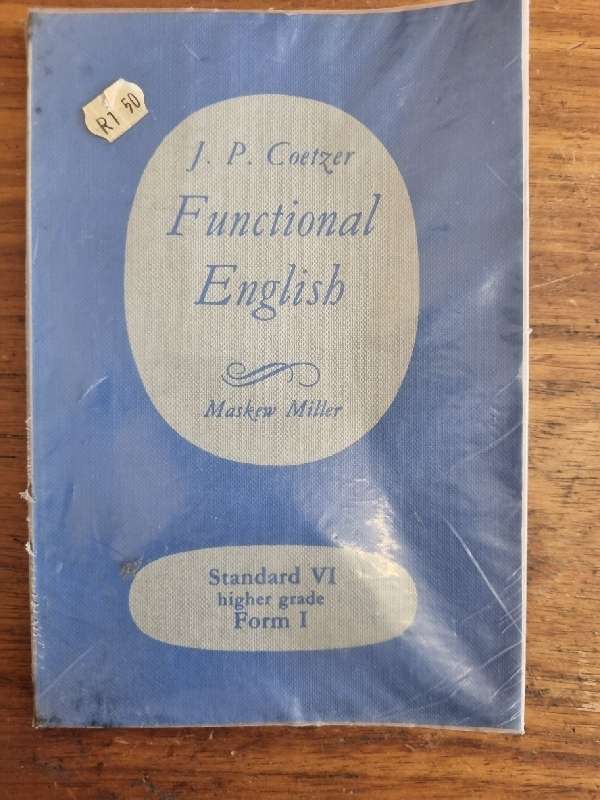 R1 50
J. P. Coetzer
Functional
English
Maskew Miller
Standard VI
higher grade
Form I